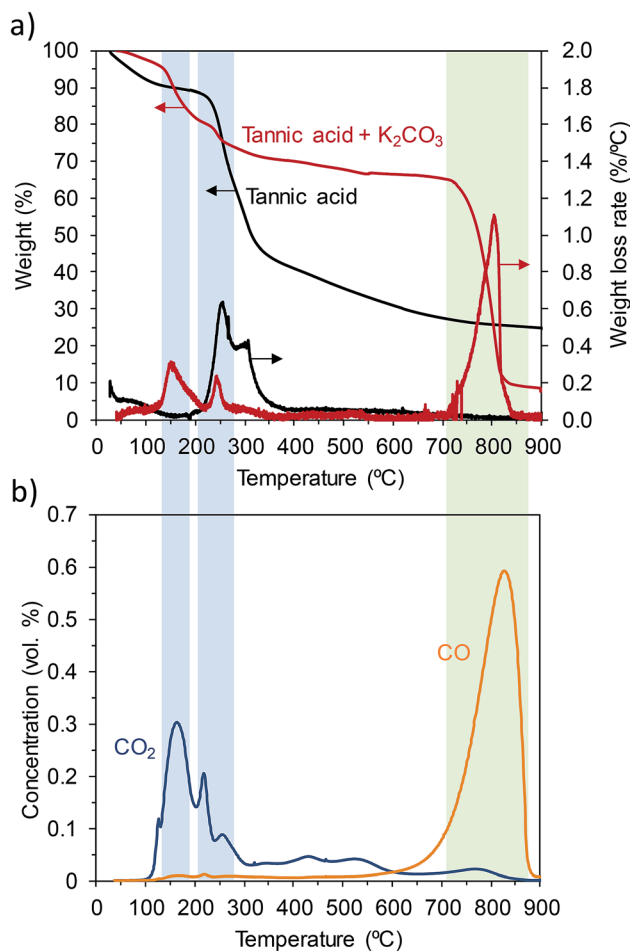 a)
100
90
80
70
60
50
40
30
20
10
0
Weight (%)
2.0
1.8
1.6
1.4
1.2
1.0
0.8
0.6
0.4
0.2
0.0
Weight loss rate (%/ºC)
Tannic acid + K₂CO₃
Tannic acid
0 100 200 300 400 500 600 700 800 900
Temperature (ºC)
b)
0.7
0.6
0.5
0.4
0.3
0.2
0.1
0
Concentration (vol. %)
CO
CO₂
0 100 200 300 400 500 600 700 800 900
Temperature (ºC)